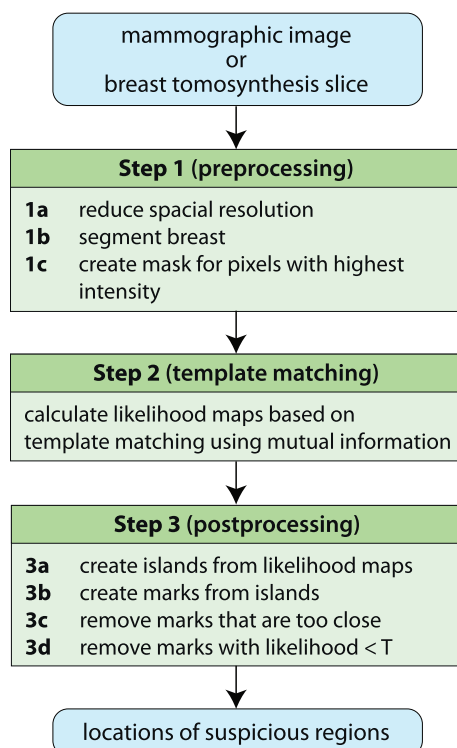 mammographic image
or
breast tomosynthesis slice
Step 1 (preprocessing)
1a reduce spacial resolution
1b segment breast
1c create mask for pixels with highest
intensity
Step 2 (template matching)
calculate likelihood maps based on
template matching using mutual information
Step 3 (postprocessing)
3a create islands from likelihood maps
3b create marks from islands
3c remove marks that are too close
3d remove marks with likelihood < T
locations of suspicious regions